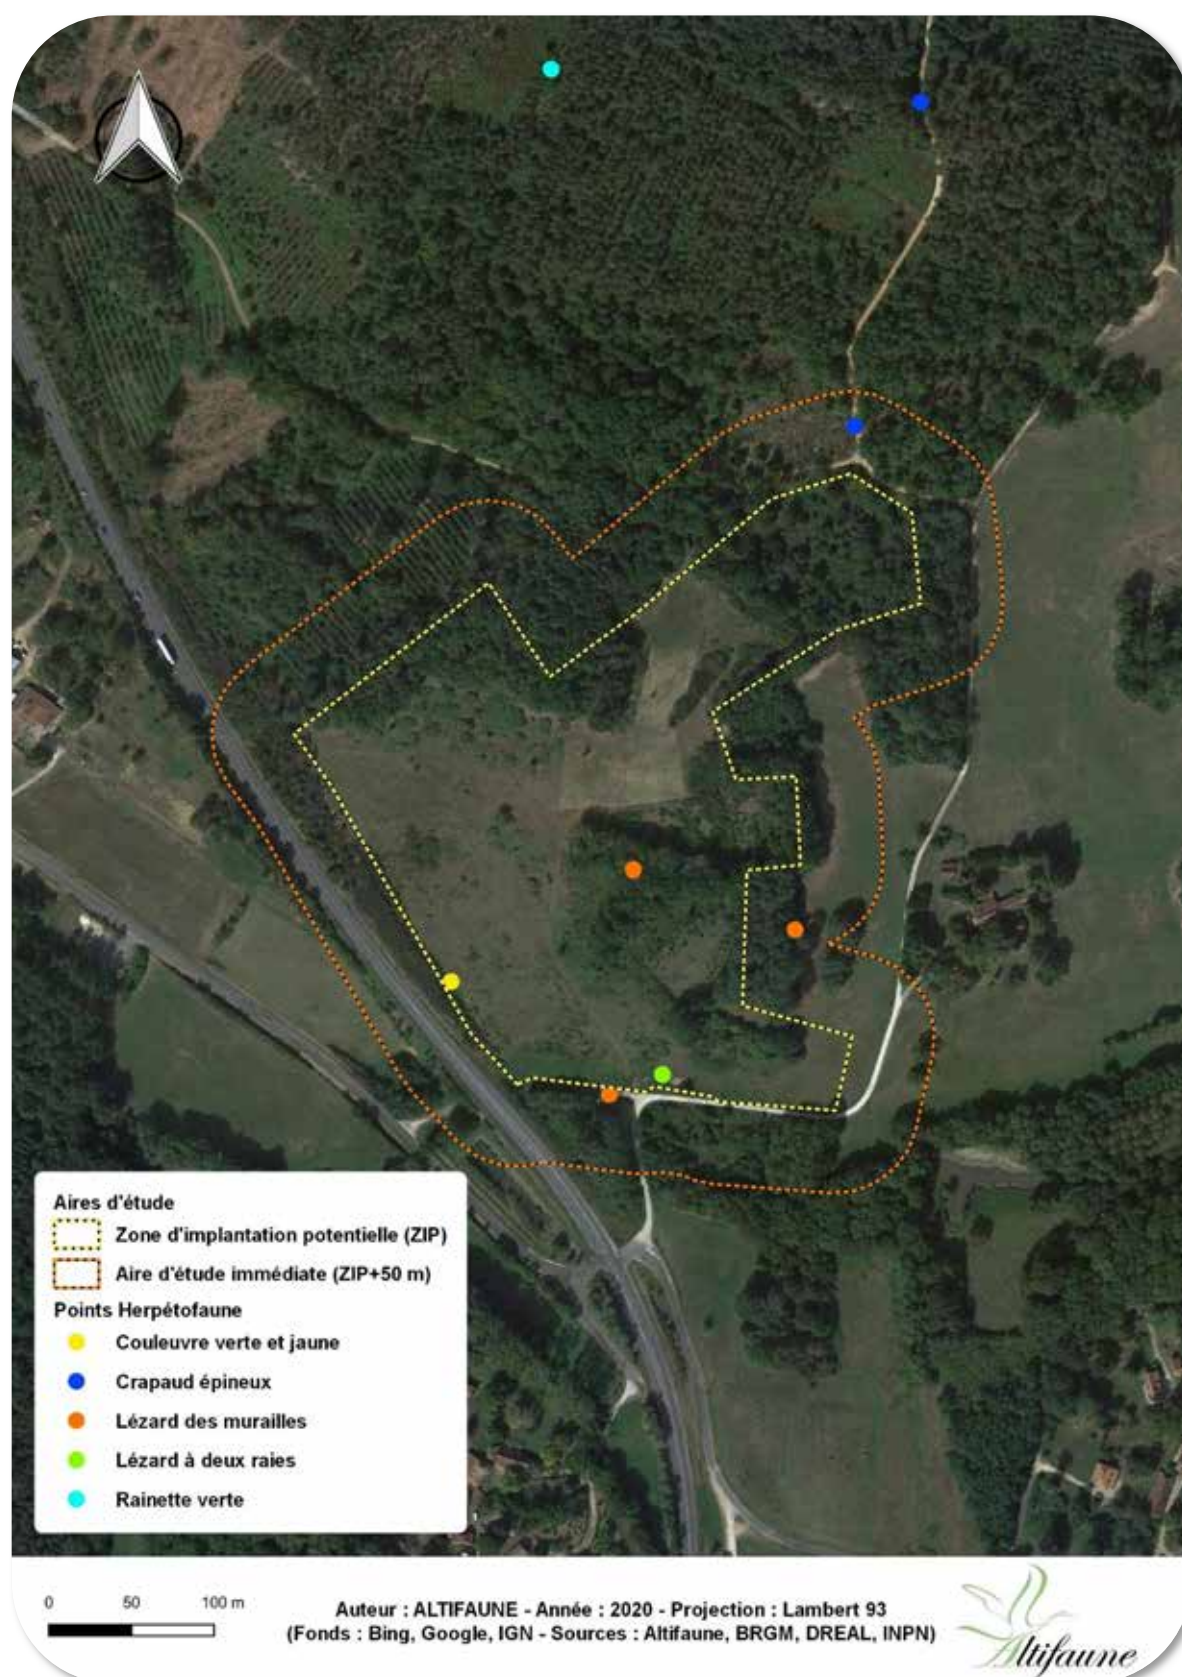 Aires d'étude
Zone d'implantation potentielle (ZIP)
Aire d'étude immédiate (ZIP+50 m)
Points Herpétofaune
Couleuvre verte et jaune
Crapaud épineux
Lézard des murailles
Lézard à deux raies
Rainette verte
0 50 100 m
Auteur : ALTIFAUNE - Année : 2020 - Projection : Lambert 93
(Fonds : Bing, Google, IGN - Sources : Altifaune, BRGM, DREAL, INPN)
Altifaune